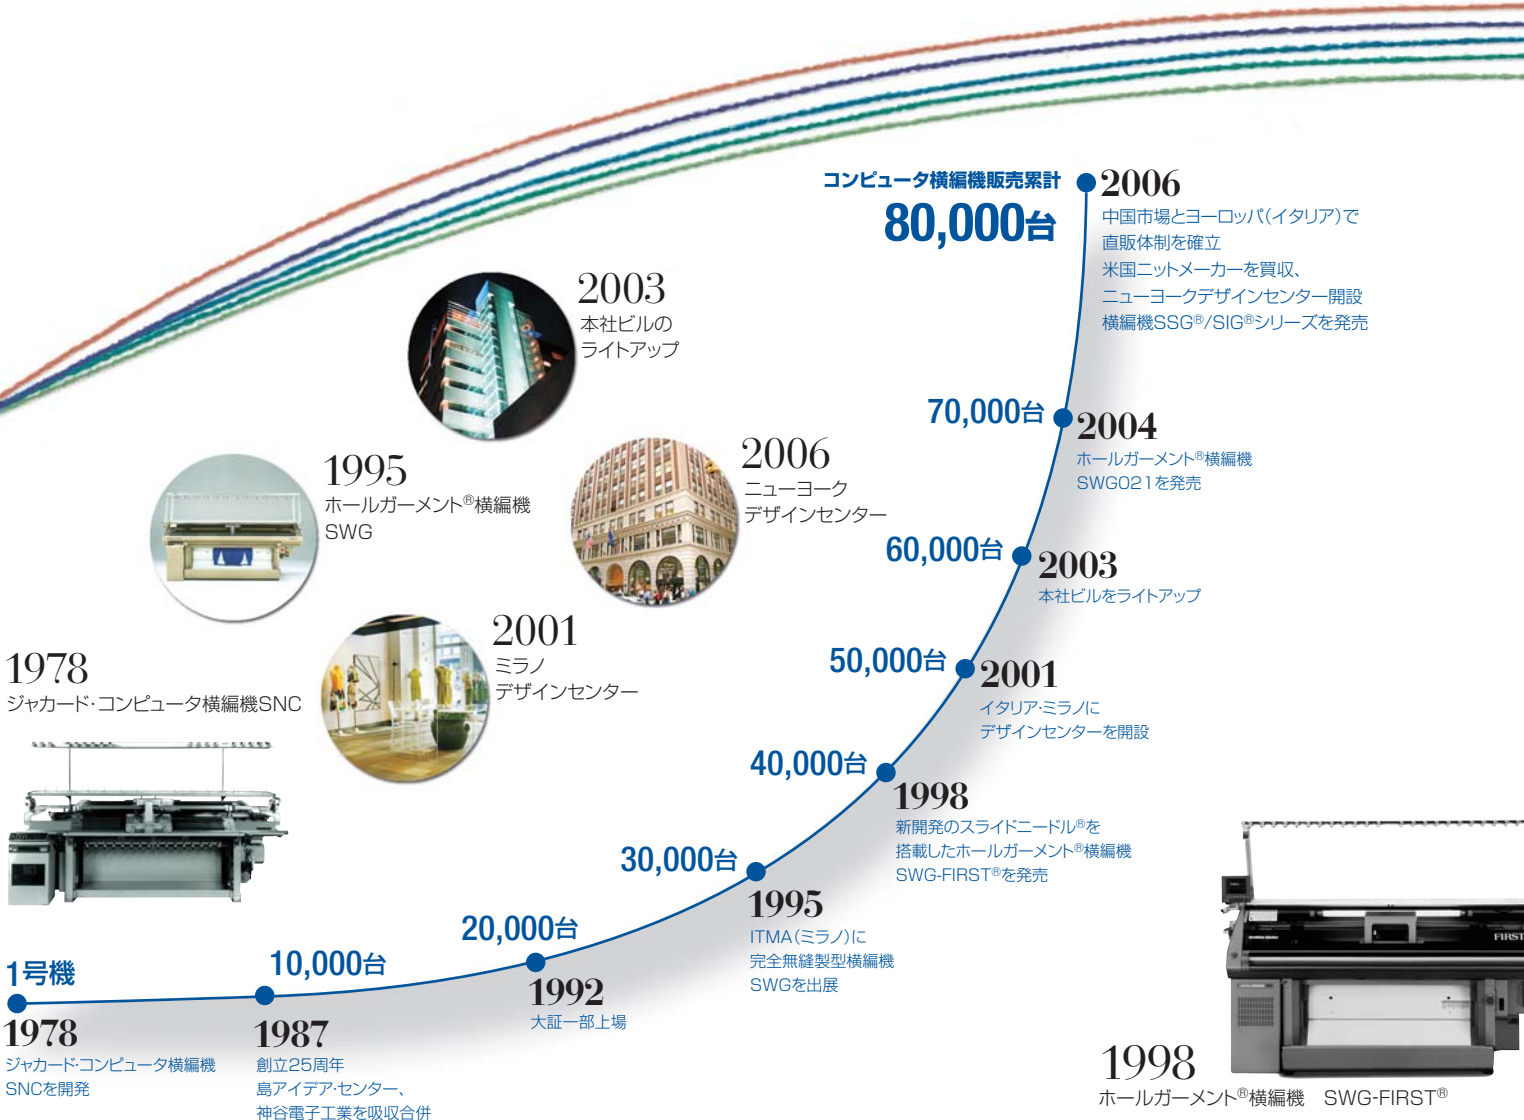 コンピュータ横編機販売累計
80,000台
2006
中国市場とヨーロッパ(イタリア)で
直販体制を確立
米国ニットメーカーを買収、
ニューヨークデザインセンター開設
横編機SSG®/SIG®シリーズを発売
2003
本社ビルの
ライトアップ
70,000台
2004
ホールガーメント®横編機
SWG021を発売
1995
ホールガーメント®横編機
SWG
2006
ニューヨーク
デザインセンター
60,000台
2003
本社ビルをライトアップ
2001
ミラノ
デザインセンター
50,000台
2001
イタリア・ミラノに
デザインセンターを開設
1978
ジャカード・コンピュータ横編機SNC
40,000台
1998
新開発のスライドニードル®を
搭載したホールガーメント®横編機
SWG-FIRST®を発売
30,000台
1995
ITMA(ミラノ)に
完全無縫製型横編機
SWGを出展
20,000台
1992
大証一部上場
10,000台
1987
創立25周年
島アイデア・センター、
神谷電子工業を吸収合併
1号機
1978
ジャカード・コンピュータ横編機
SNCを開発
FIRST
1998
ホールガーメント®横編機 SWG-FIRST®